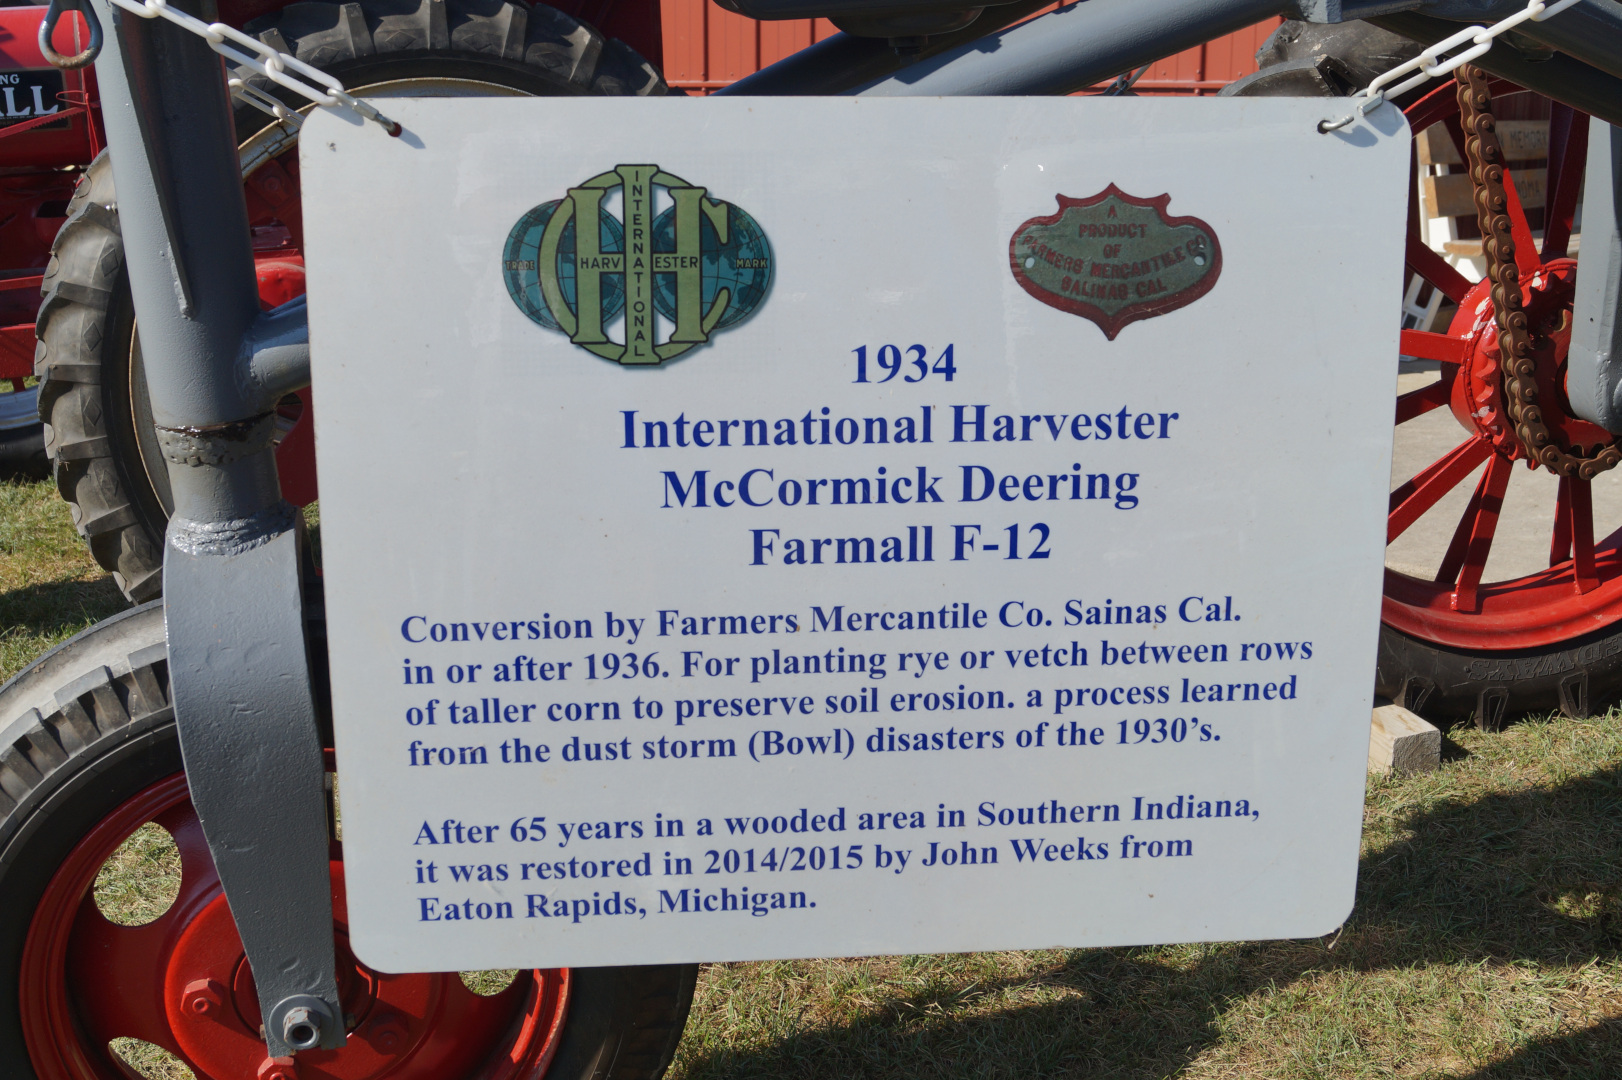 NG
LL
INTERNATIONAL
TRADE HARVESTER MARK
A
PRODUCT
OF
FARMERS MERCANTILE CO
SALINAS CAL
1934
International Harvester
McCormick Deering
Farmall F-12
Conversion by Farmers Mercantile Co. Sainas Cal.
in or after 1936. For planting rye or vetch between rows
of taller corn to preserve soil erosion. a process learned
from the dust storm (Bowl) disasters of the 1930's.
After 65 years in a wooded area in Southern Indiana,
it was restored in 2014/2015 by John Weeks from
Eaton Rapids, Michigan.